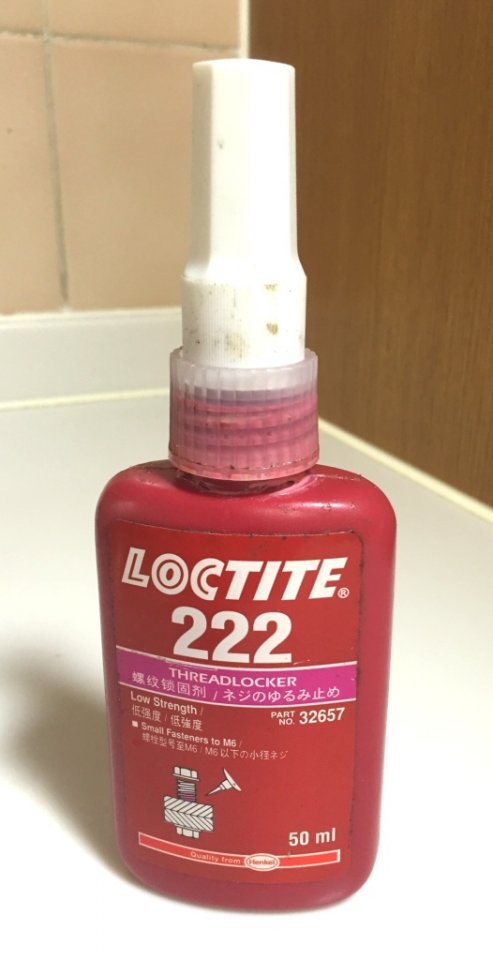 LOCTITE®
222
THREADLOCKER
螺纹锁固剂 / ネジのゆるみ止め
Low Strength /
低强度 / 低強度
PART NO. 32657
■ Small Fasteners to M6 /
螺栓型号至M6 / M6 以下の小径ネジ
50 ml
Quality from Henkel